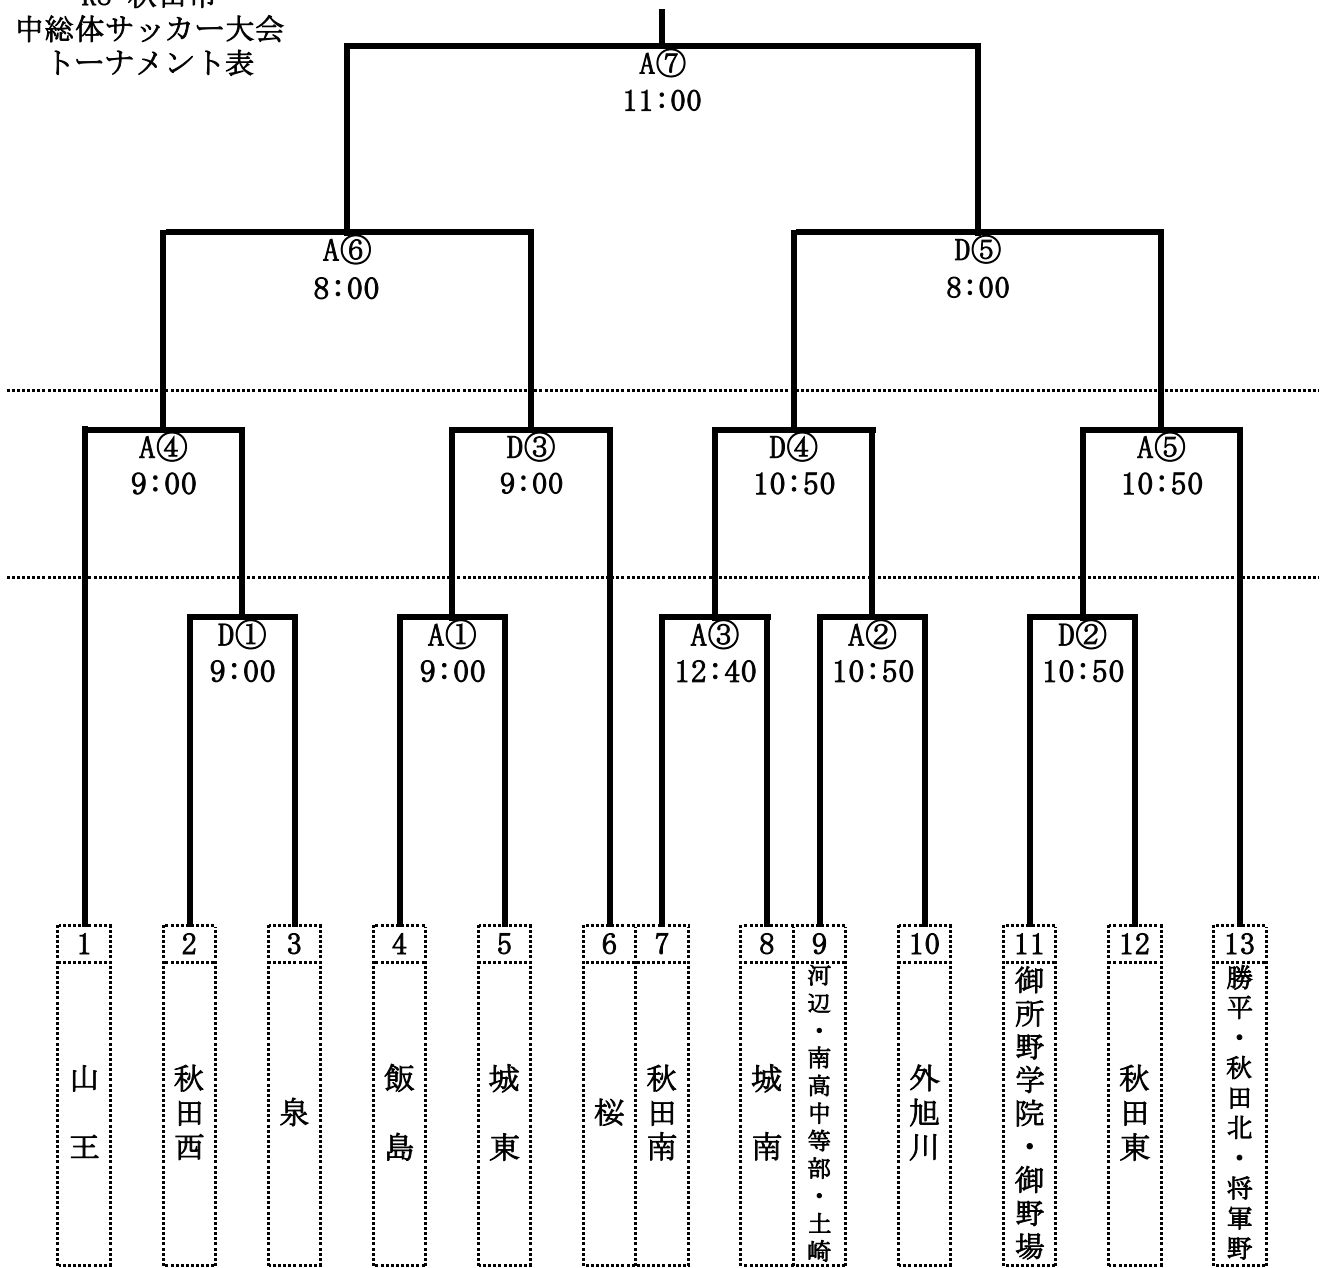 中総体サッカー大会
トーナメント表
A⑦
11:00
A⑥
8:00
D⑤
8:00
A④
9:00
D③
9:00
D④
10:50
A⑤
10:50
D①
9:00
A①
9:00
A③
12:40
A②
10:50
D②
10:50
1
2
3
4
5
6
7
8
9
10
11
12
13
山王
秋田西
泉
飯島
城東
桜
秋田南
城南
河辺・南高中等部・土崎
外旭川
御所野学院・御野場
秋田東
勝平・秋田北・将軍野